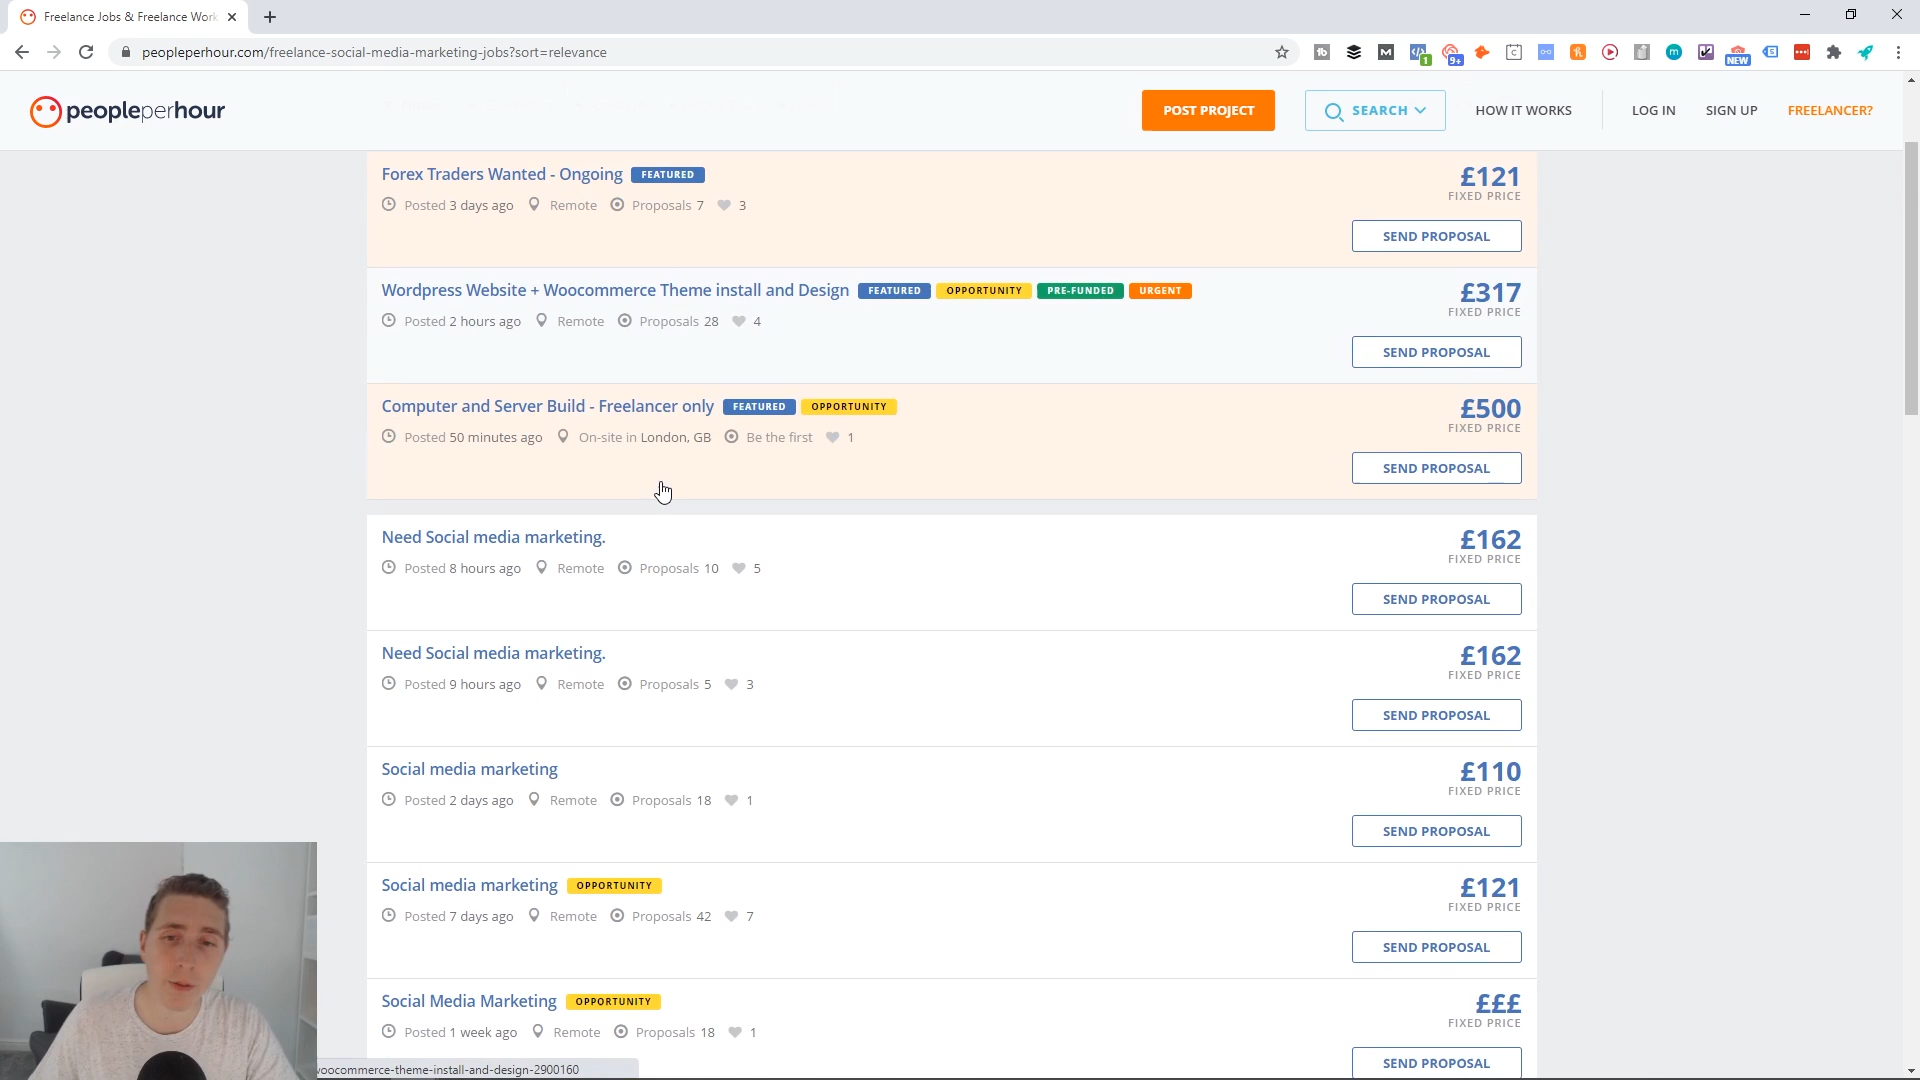 Freelance Jobs & Freelance Work
peopleperhour.com/freelance-social-media-marketing-jobs?sort=relevance
1
9+
NEW
peopleperhour
POST PROJECT
SEARCH
HOW IT WORKS
LOG IN
SIGN UP
FREELANCER?
Forex Traders Wanted - Ongoing FEATURED
£121
FIXED PRICE
Posted 3 days ago Remote Proposals 7 3
SEND PROPOSAL
Wordpress Website + Woocommerce Theme install and Design FEATURED OPPORTUNITY PRE-FUNDED URGENT
£317
FIXED PRICE
Posted 2 hours ago Remote Proposals 28 4
SEND PROPOSAL
Computer and Server Build - Freelancer only FEATURED OPPORTUNITY
£500
FIXED PRICE
Posted 50 minutes ago On-site in London, GB Be the first 1
SEND PROPOSAL
Need Social media marketing.
£162
FIXED PRICE
Posted 8 hours ago Remote Proposals 10 5
SEND PROPOSAL
Need Social media marketing.
£162
FIXED PRICE
Posted 9 hours ago Remote Proposals 5 3
SEND PROPOSAL
Social media marketing
£110
FIXED PRICE
Posted 2 days ago Remote Proposals 18 1
SEND PROPOSAL
Social media marketing OPPORTUNITY
£121
FIXED PRICE
Posted 7 days ago Remote Proposals 42 7
SEND PROPOSAL
Social Media Marketing OPPORTUNITY
£££
FIXED PRICE
Posted 1 week ago Remote Proposals 18 1
SEND PROPOSAL
woocommerce-theme-install-and-design-2900160